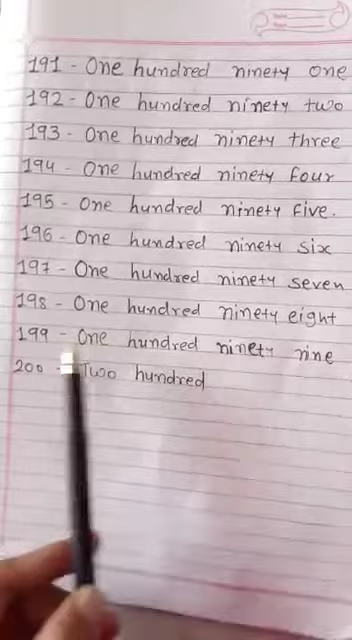 191 - One hundred ninety one
192 - One hundred ninety two
193 - One hundred ninety three
194 - One hundred ninety four
195 - One hundred ninety five.
196 - One hundred ninety six
197 - One hundred ninety seven
198 - One hundred ninety eight
199 - One hundred ninety nine
200 - Two hundred